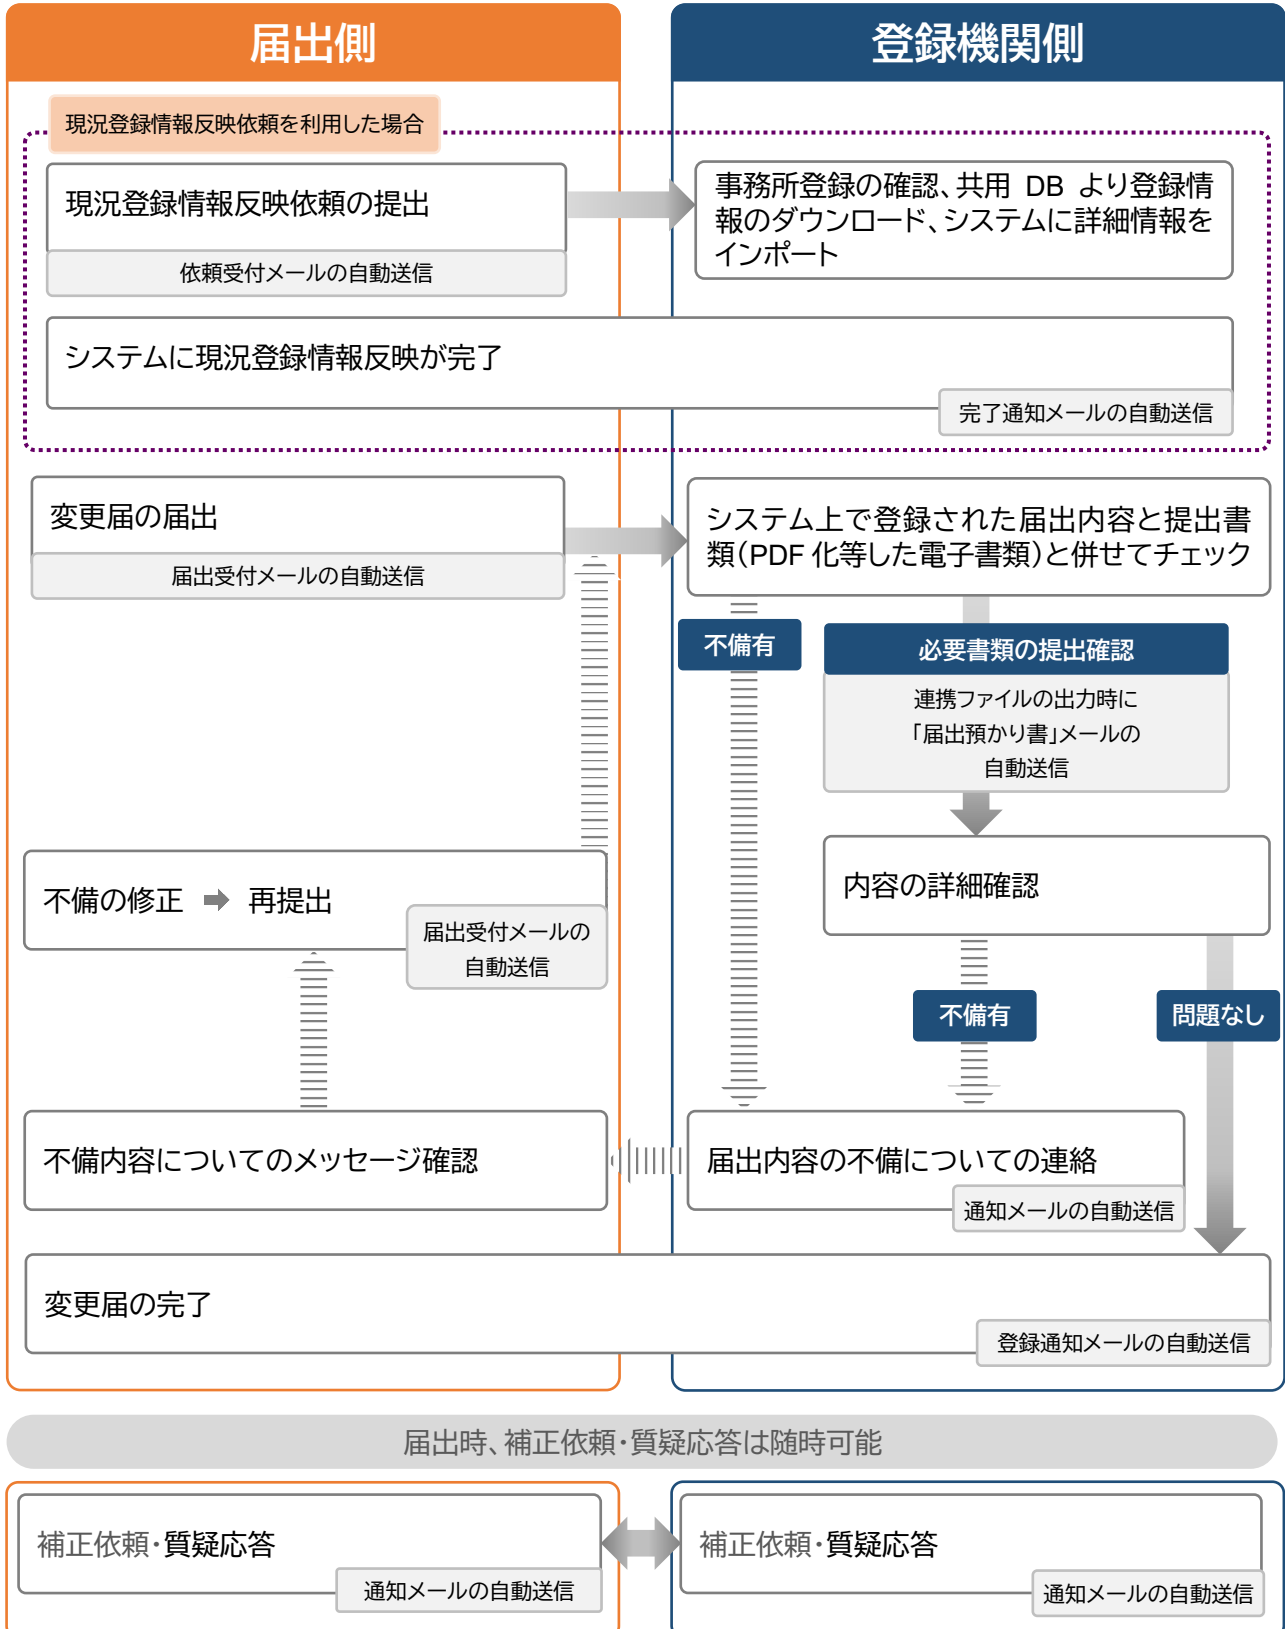 届出側
登録機関側
現況登録情報反映依頼を利用した場合
現況登録情報反映依頼の提出
依頼受付メールの自動送信
事務所登録の確認、共用 DB より登録情
報のダウンロード、システムに詳細情報を
インポート
システムに現況登録情報反映が完了
完了通知メールの自動送信
変更届の届出
届出受付メールの自動送信
システム上で登録された届出内容と提出書
類（PDF 化等した電子書類）と併せてチェック
不備有
必要書類の提出確認
連携ファイルの出力時に
「届出預かり書」メールの
自動送信
不備の修正 ➡ 再提出
届出受付メールの
自動送信
内容の詳細確認
不備有
問題なし
不備内容についてのメッセージ確認
届出内容の不備についての連絡
通知メールの自動送信
変更届の完了
登録通知メールの自動送信
届出時、補正依頼・質疑応答は随時可能
補正依頼・質疑応答
通知メールの自動送信
補正依頼・質疑応答
通知メールの自動送信